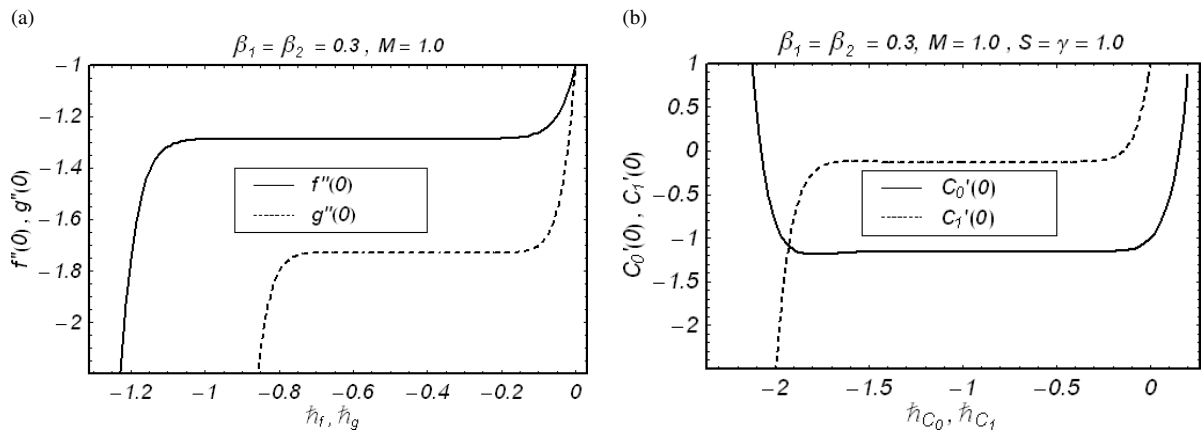 (a)
β1 = β2 = 0.3 , M = 1.0
−1
−1.2
−1.4
−1.6
−1.8
−2
f''(0) , g''(0)
f''(0)
g''(0)
−1.2 −1 −0.8 −0.6 −0.4 −0.2 0
ℏf , ℏg
(b)
β1 = β2 = 0.3, M = 1.0 , S = γ = 1.0
1
0.5
0
−0.5
−1
−1.5
−2
C0'(0) , C1'(0)
C0'(0)
C1'(0)
−2 −1.5 −1 −0.5 0
ℏC0 , ℏC1